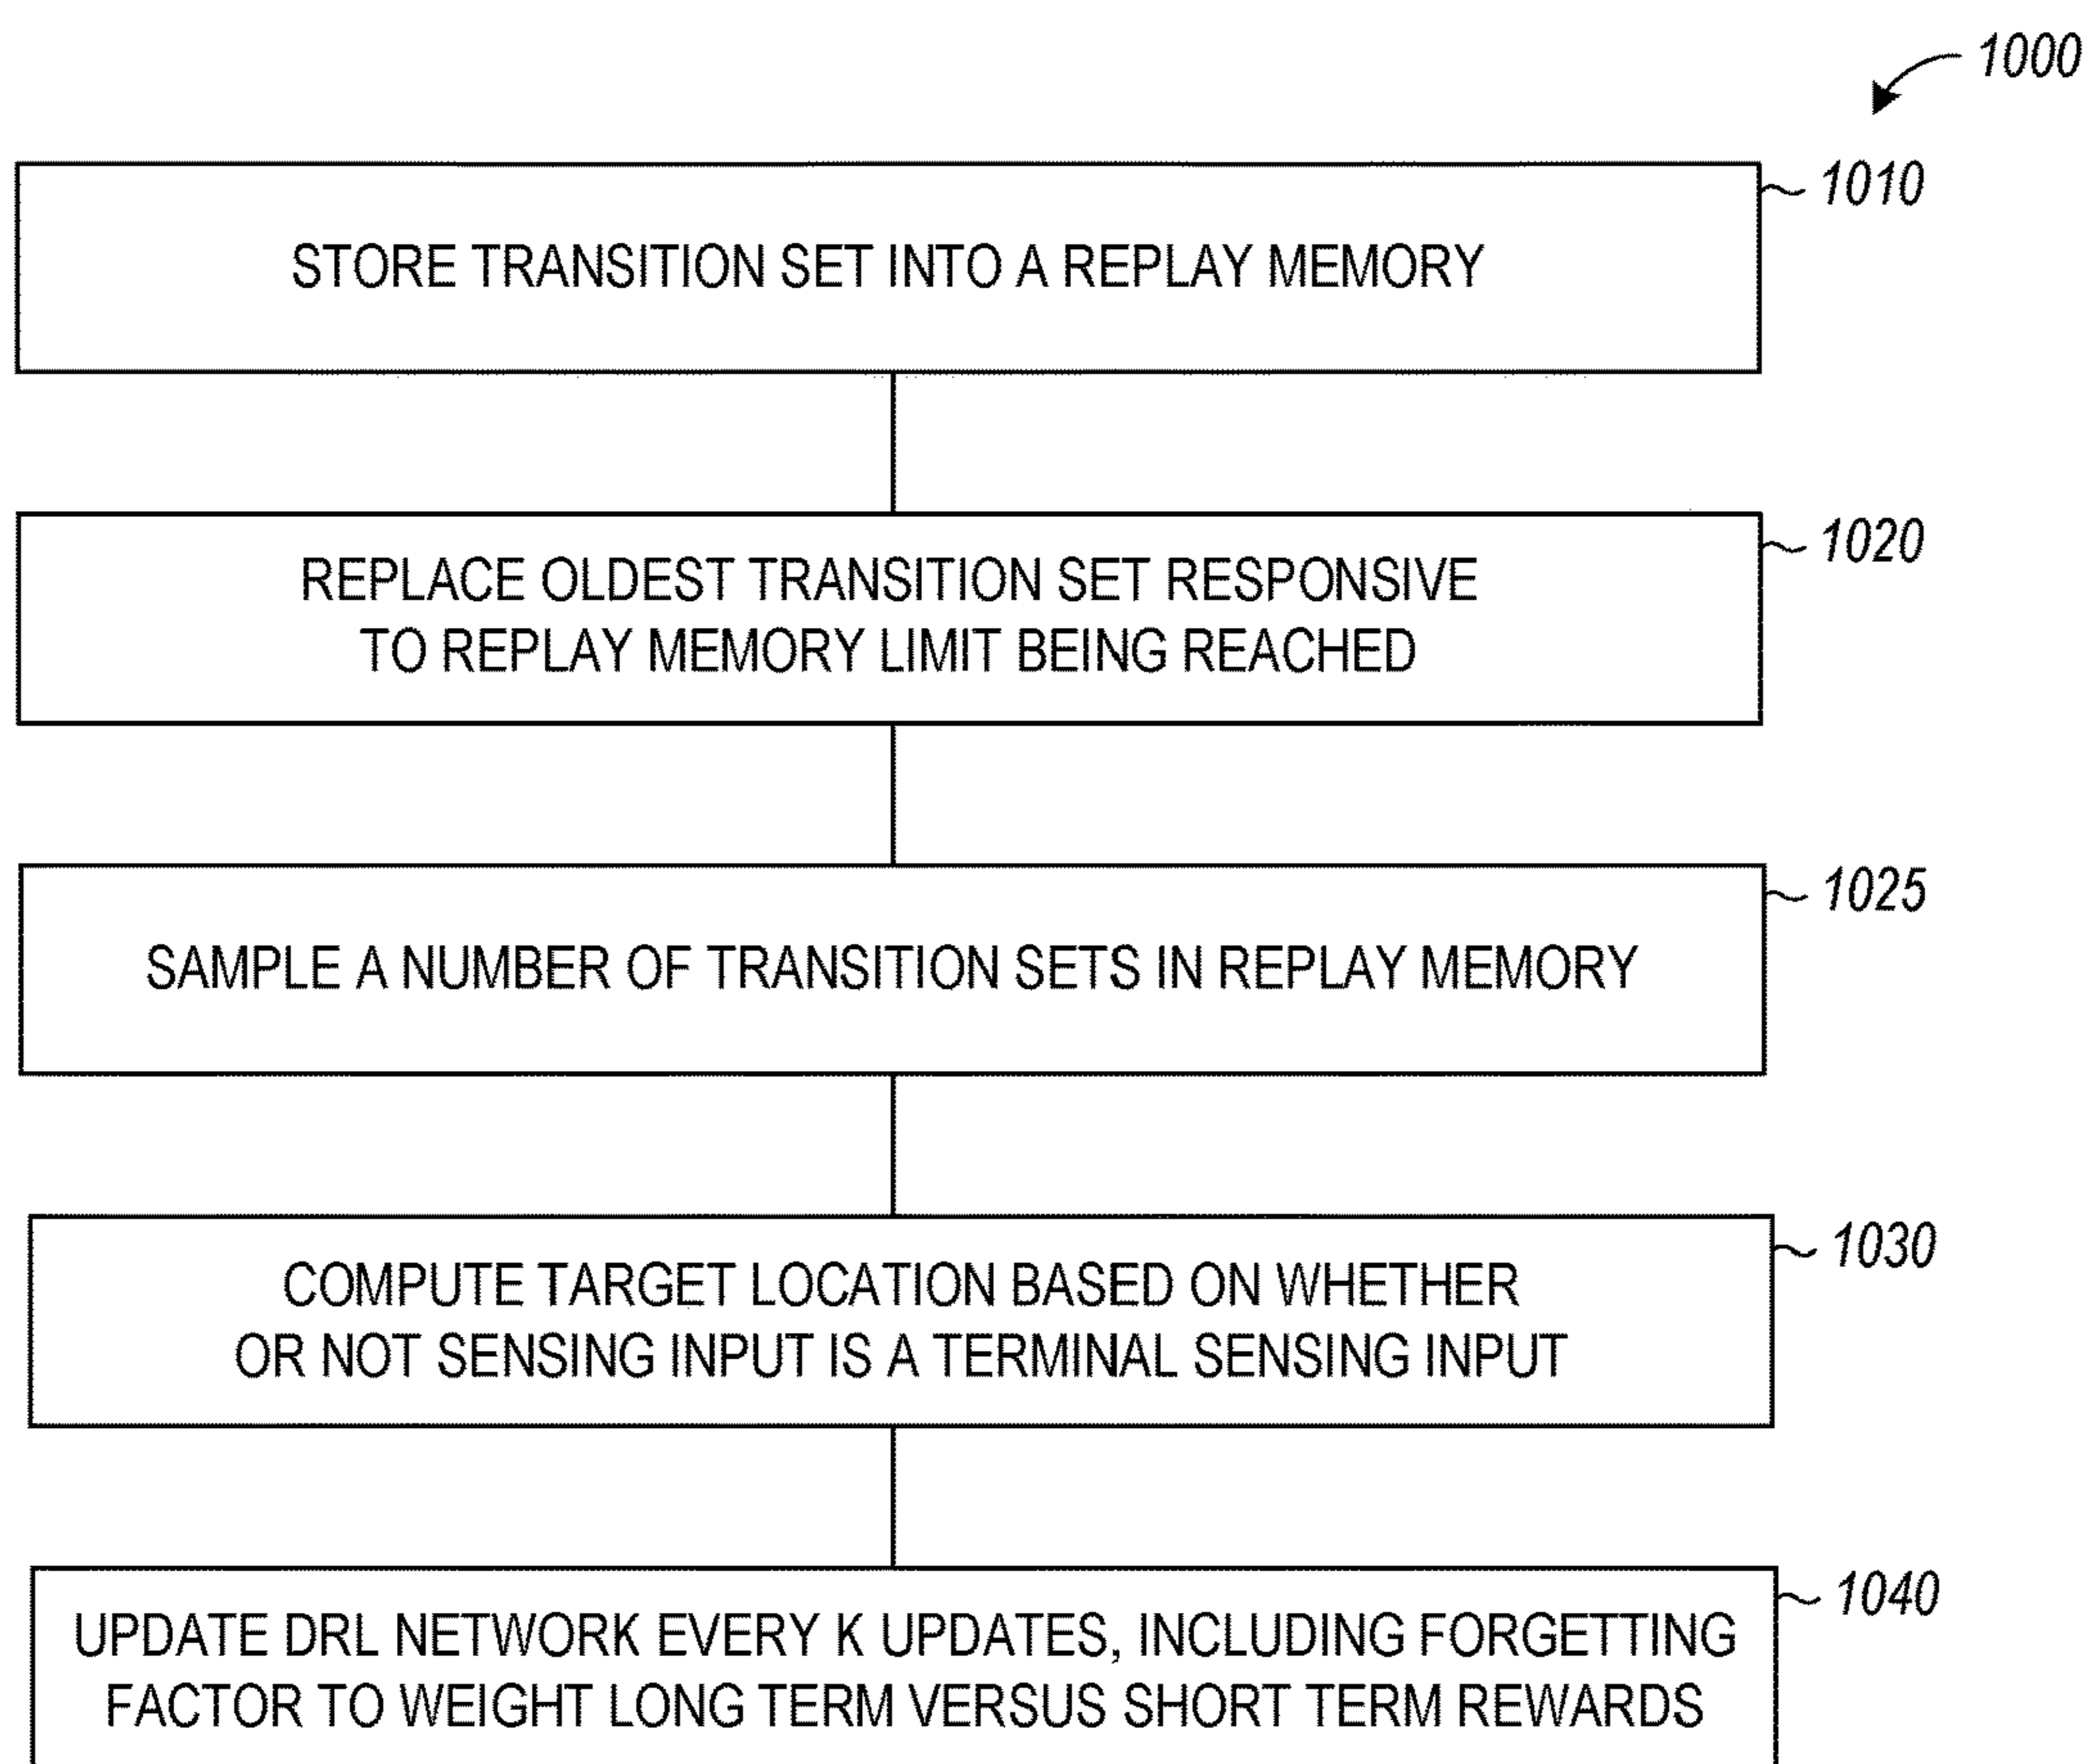 1000
1010
STORE TRANSITION SET INTO A REPLAY MEMORY
1020
REPLACE OLDEST TRANSITION SET RESPONSIVE
TO REPLAY MEMORY LIMIT BEING REACHED
1025
SAMPLE A NUMBER OF TRANSITION SETS IN REPLAY MEMORY
1030
COMPUTE TARGET LOCATION BASED ON WHETHER
OR NOT SENSING INPUT IS A TERMINAL SENSING INPUT
1040
UPDATE DRL NETWORK EVERY K UPDATES, INCLUDING FORGETTING
FACTOR TO WEIGHT LONG TERM VERSUS SHORT TERM REWARDS